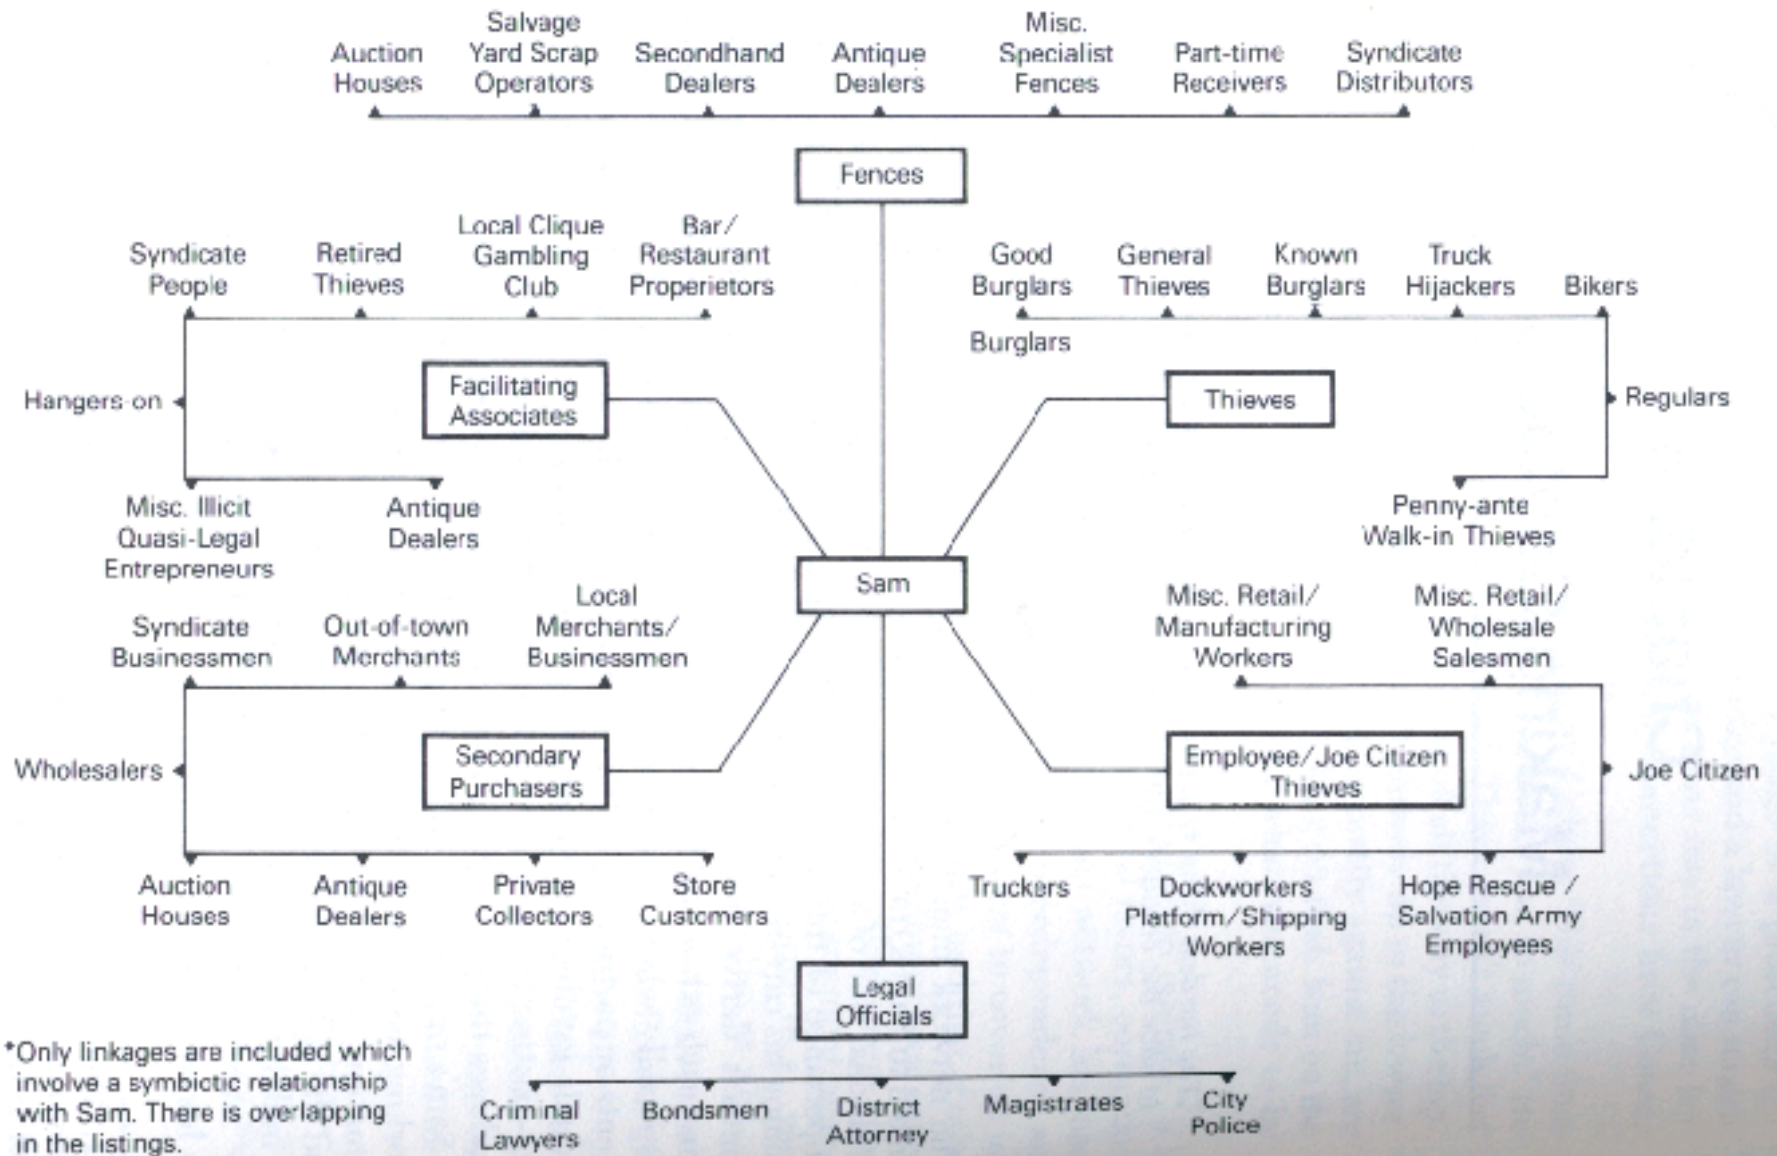 Auction
Houses
Salvage
Yard Scrap
Operators
Secondhand
Dealers
Antique
Dealers
Misc.
Specialist
Fences
Part-time
Receivers
Syndicate
Distributors
Fences
Syndicate
People
Retired
Thieves
Local Clique
Gambling
Club
Bar/
Restaurant
Properietors
Good
Burglars
General
Thieves
Known
Burglars
Truck
Hijackers
Bikers
Burglars
Hangers-on
Facilitating
Associates
Thieves
Regulars
Misc. Illicit
Quasi-Legal
Entrepreneurs
Antique
Dealers
Penny-ante
Walk-in Thieves
Sam
Syndicate
Businessmen
Out-of-town
Merchants
Local
Merchants/
Businessmen
Misc. Retail/
Manufacturing
Workers
Misc. Retail/
Wholesale
Salesmen
Wholesalers
Secondary
Purchasers
Employee/Joe Citizen
Thieves
Joe Citizen
Auction
Houses
Antique
Dealers
Private
Collectors
Store
Customers
Truckers
Dockworkers
Platform/Shipping
Workers
Hope Rescue /
Salvation Army
Employees
Legal
Officials
*Only linkages are included which
involve a symbiotic relationship
with Sam. There is overlapping
in the listings.
Criminal
Lawyers
Bondsmen
District
Attorney
Magistrates
City
Police